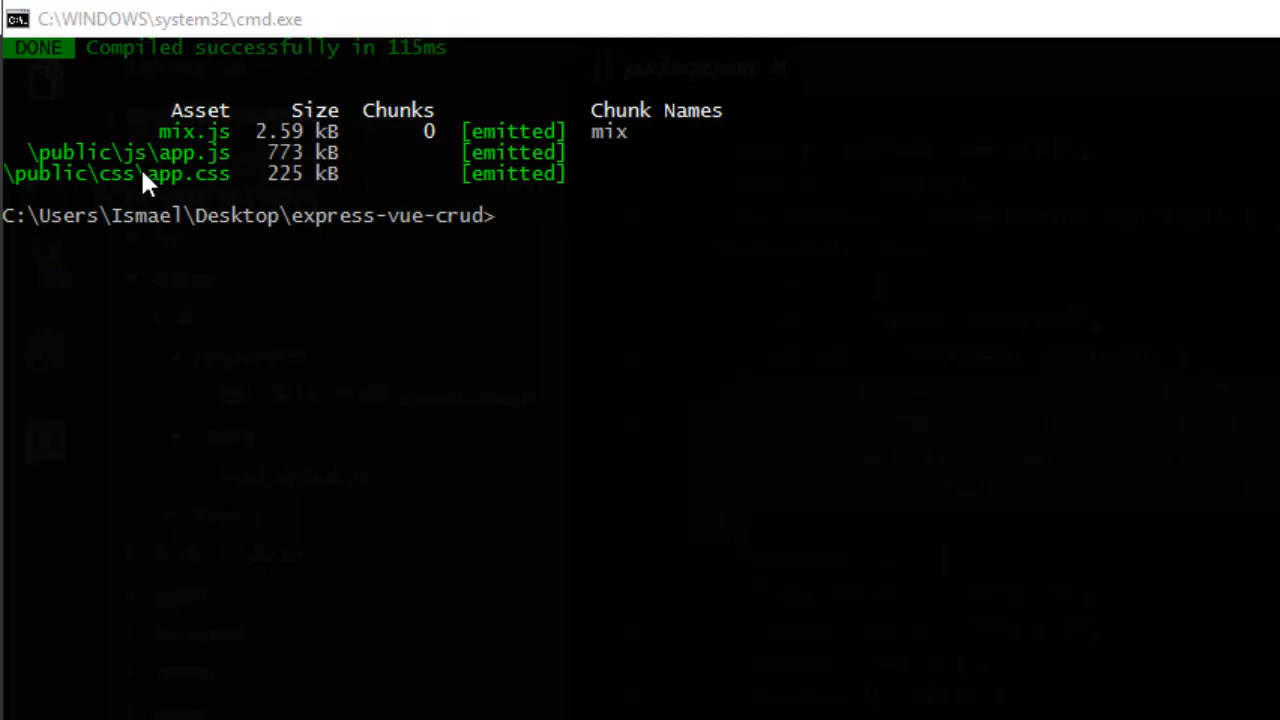 C:\WINDOWS\system32\cmd.exe
DONE Compiled successfully in 115ms
Asset Size Chunks Chunk Names
mix.js 2.59 kB 0 [emitted] mix
\public\js\app.js 773 kB [emitted]
\public\css\app.css 225 kB [emitted]
C:\Users\Ismael\Desktop\express-vue-crud>